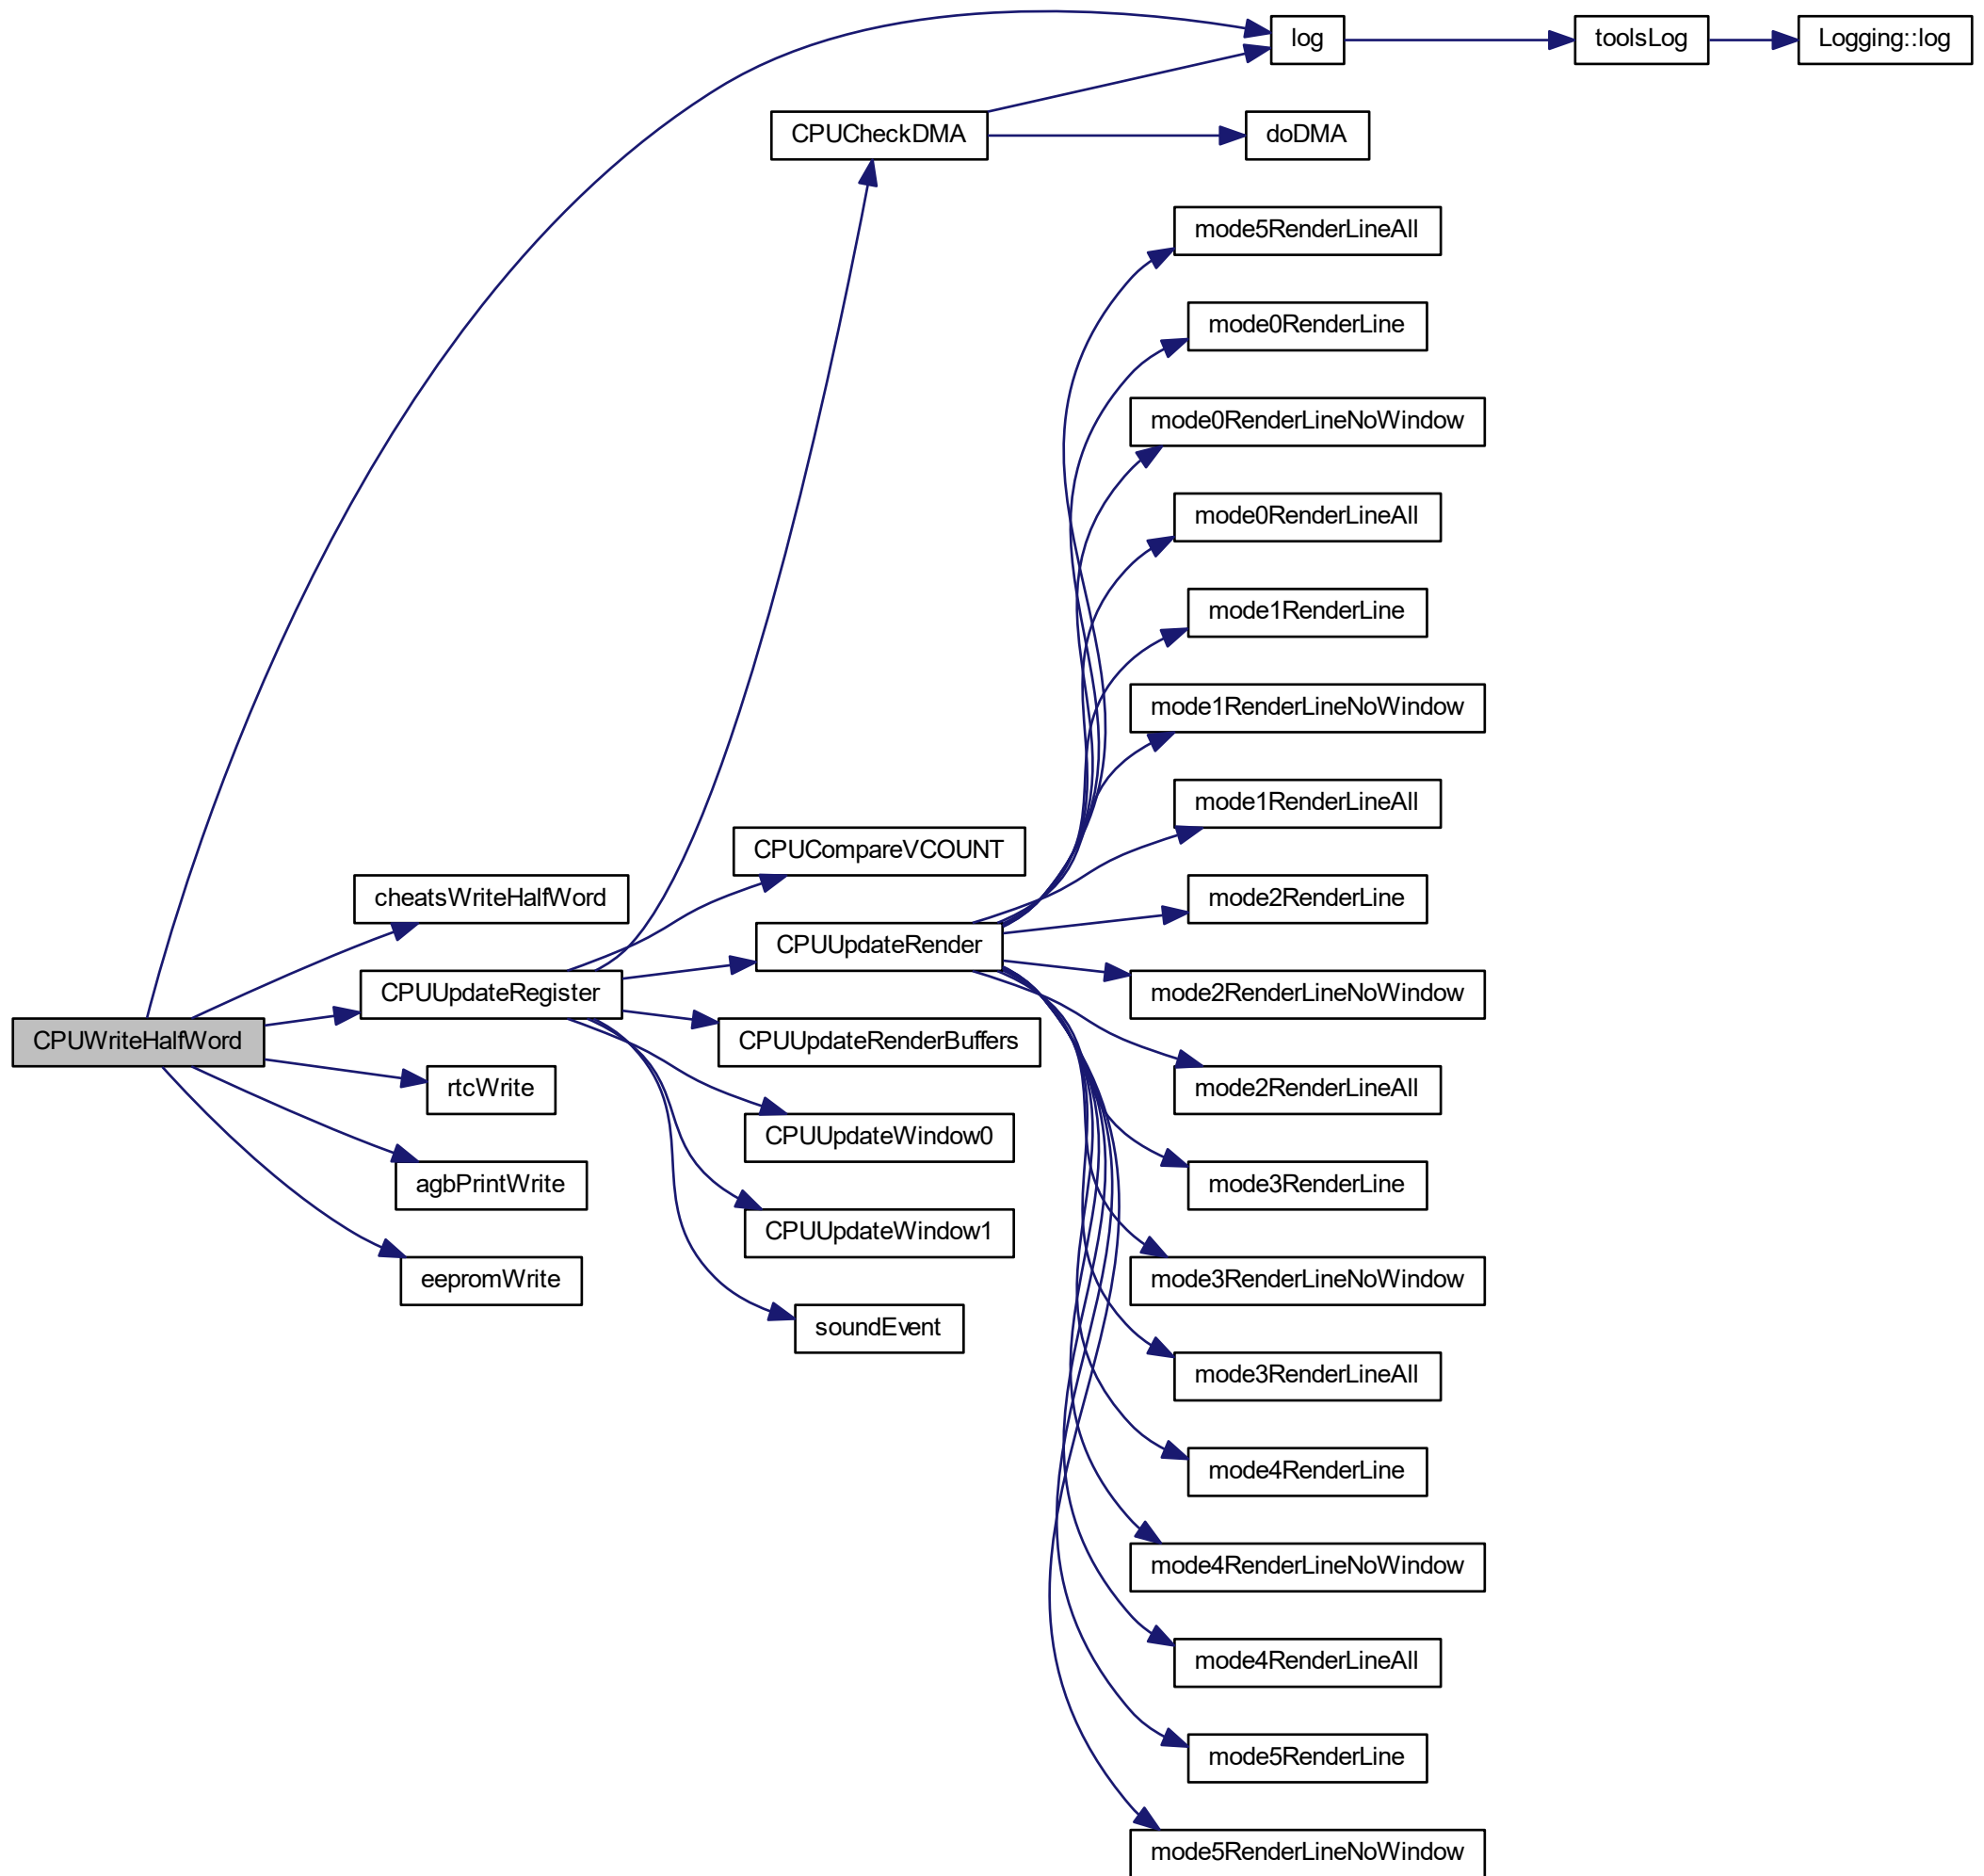 log
toolsLog
Logging::log
CPUCheckDMA
doDMA
mode5RenderLineAll
mode0RenderLine
mode0RenderLineNoWindow
mode0RenderLineAll
mode1RenderLine
mode1RenderLineNoWindow
mode1RenderLineAll
CPUCompareVCOUNT
cheatsWriteHalfWord
mode2RenderLine
CPUUpdateRender
CPUUpdateRegister
mode2RenderLineNoWindow
CPUWriteHalfWord
CPUUpdateRenderBuffers
rtcWrite
mode2RenderLineAll
CPUUpdateWindow0
agbPrintWrite
mode3RenderLine
CPUUpdateWindow1
eepromWrite
mode3RenderLineNoWindow
soundEvent
mode3RenderLineAll
mode4RenderLine
mode4RenderLineNoWindow
mode4RenderLineAll
mode5RenderLine
mode5RenderLineNoWindow